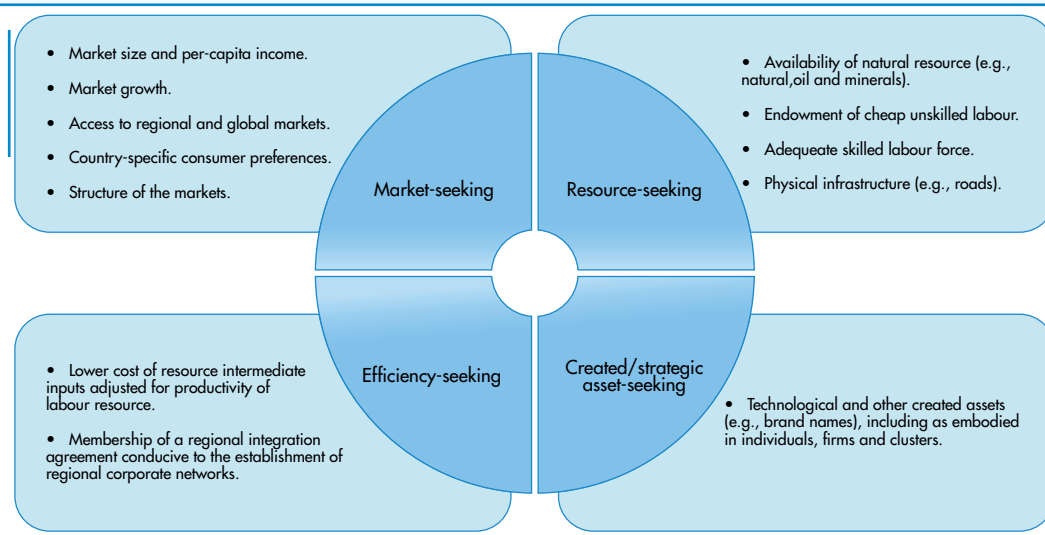 • Market size and per-capita income.
• Market growth.
• Access to regional and global markets.
• Country-specific consumer preferences.
• Structure of the markets.
Market-seeking
Resource-seeking
• Availability of natural resource (e.g.,
natural,oil and minerals).
• Endowment of cheap unskilled labour.
• Adequeate skilled labour force.
• Physical infrastructure (e.g., roads).
• Lower cost of resource intermediate
inputs adjusted for productivity of
labour resource.
• Membership of a regional integration
agreement conducive to the establishment of
regional corporate networks.
Efficiency-seeking
Created/strategic
asset-seeking
• Technological and other created assets
(e.g., brand names), including as embodied
in individuals, firms and clusters.